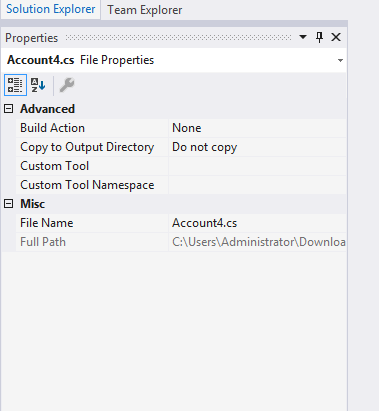 Solution Explorer Team Explorer
Properties
Account4.cs File Properties
Advanced
Build Action None
Copy to Output Directory Do not copy
Custom Tool
Custom Tool Namespace
Misc
File Name Account4.cs
Full Path C:\Users\Administrator\Downloa